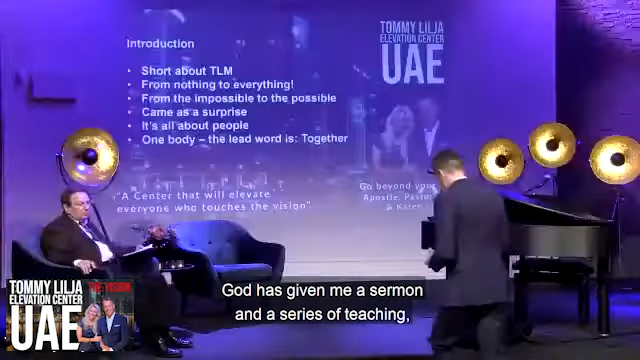 TOMMY LILJA
ELEVATION CENTER
UAE
Introduction
• Short about TLM
• From nothing to everything!
• From the impossible to the possible
• Came as a surprise
• It's all about people
• One body – the lead word is: Together
"A Center that will elevate
everyone who touches the vision"
Go beyond your
Apostle, Pastor
& Karen
God has given me a sermon
and a series of teaching,
TOMMY LILJA
ELEVATION CENTER
UAE
THE VISION